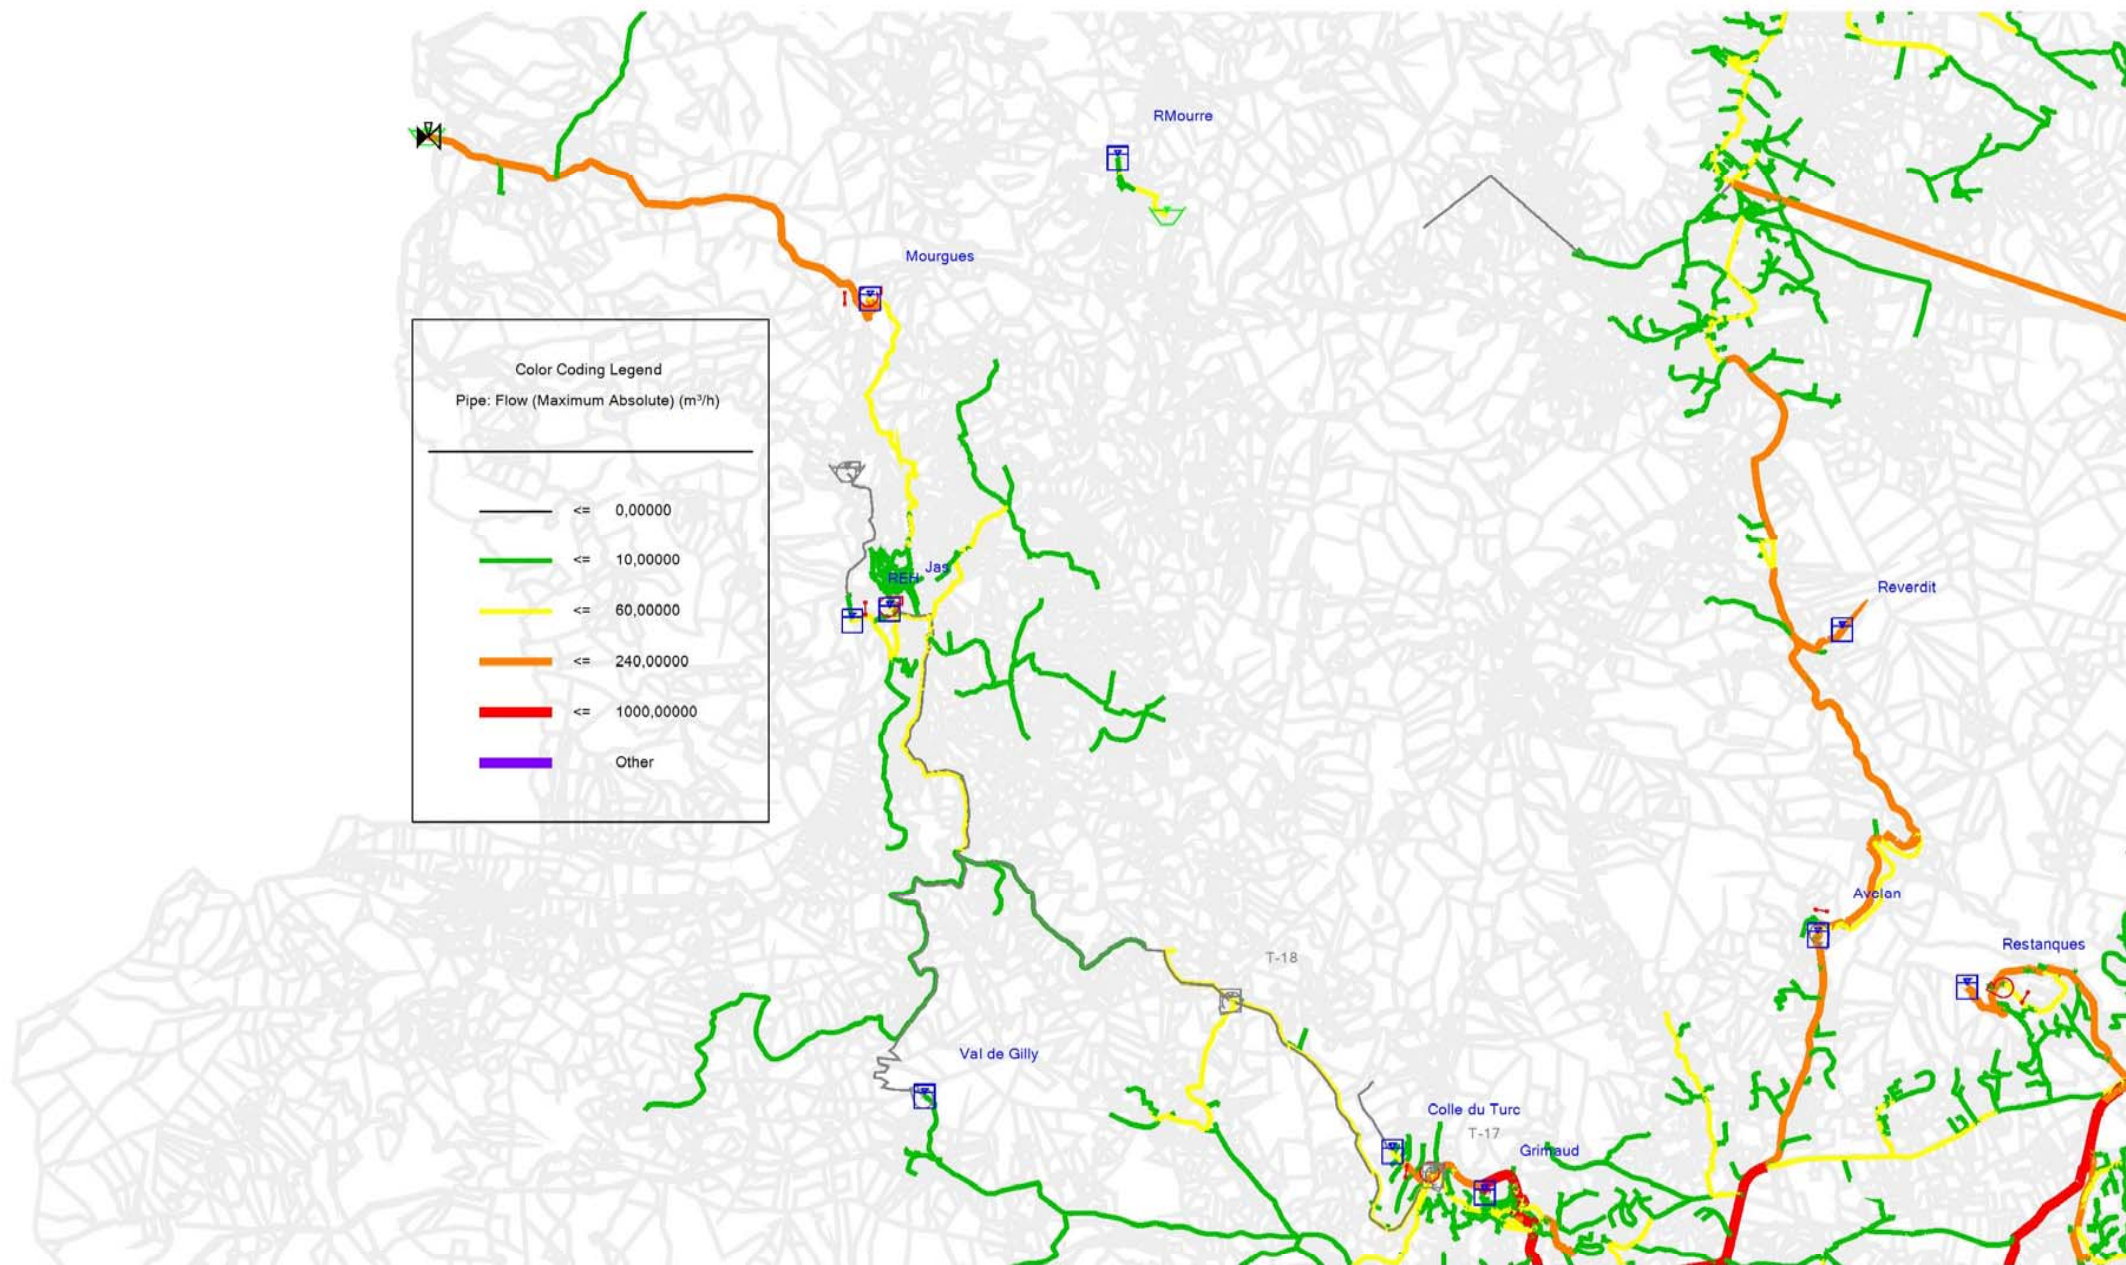 RMourre
Mourgues
Color Coding Legend
Pipe: Flow (Maximum Absolute) (m³/h)
<= 0,00000
<= 10,00000
<= 60,00000
<= 240,00000
<= 1000,00000
Other
Jas
REH
Reverdit
Avelan
Restanques
T-18
Val de Gilly
Colle du Turc
T-17
Grimaud